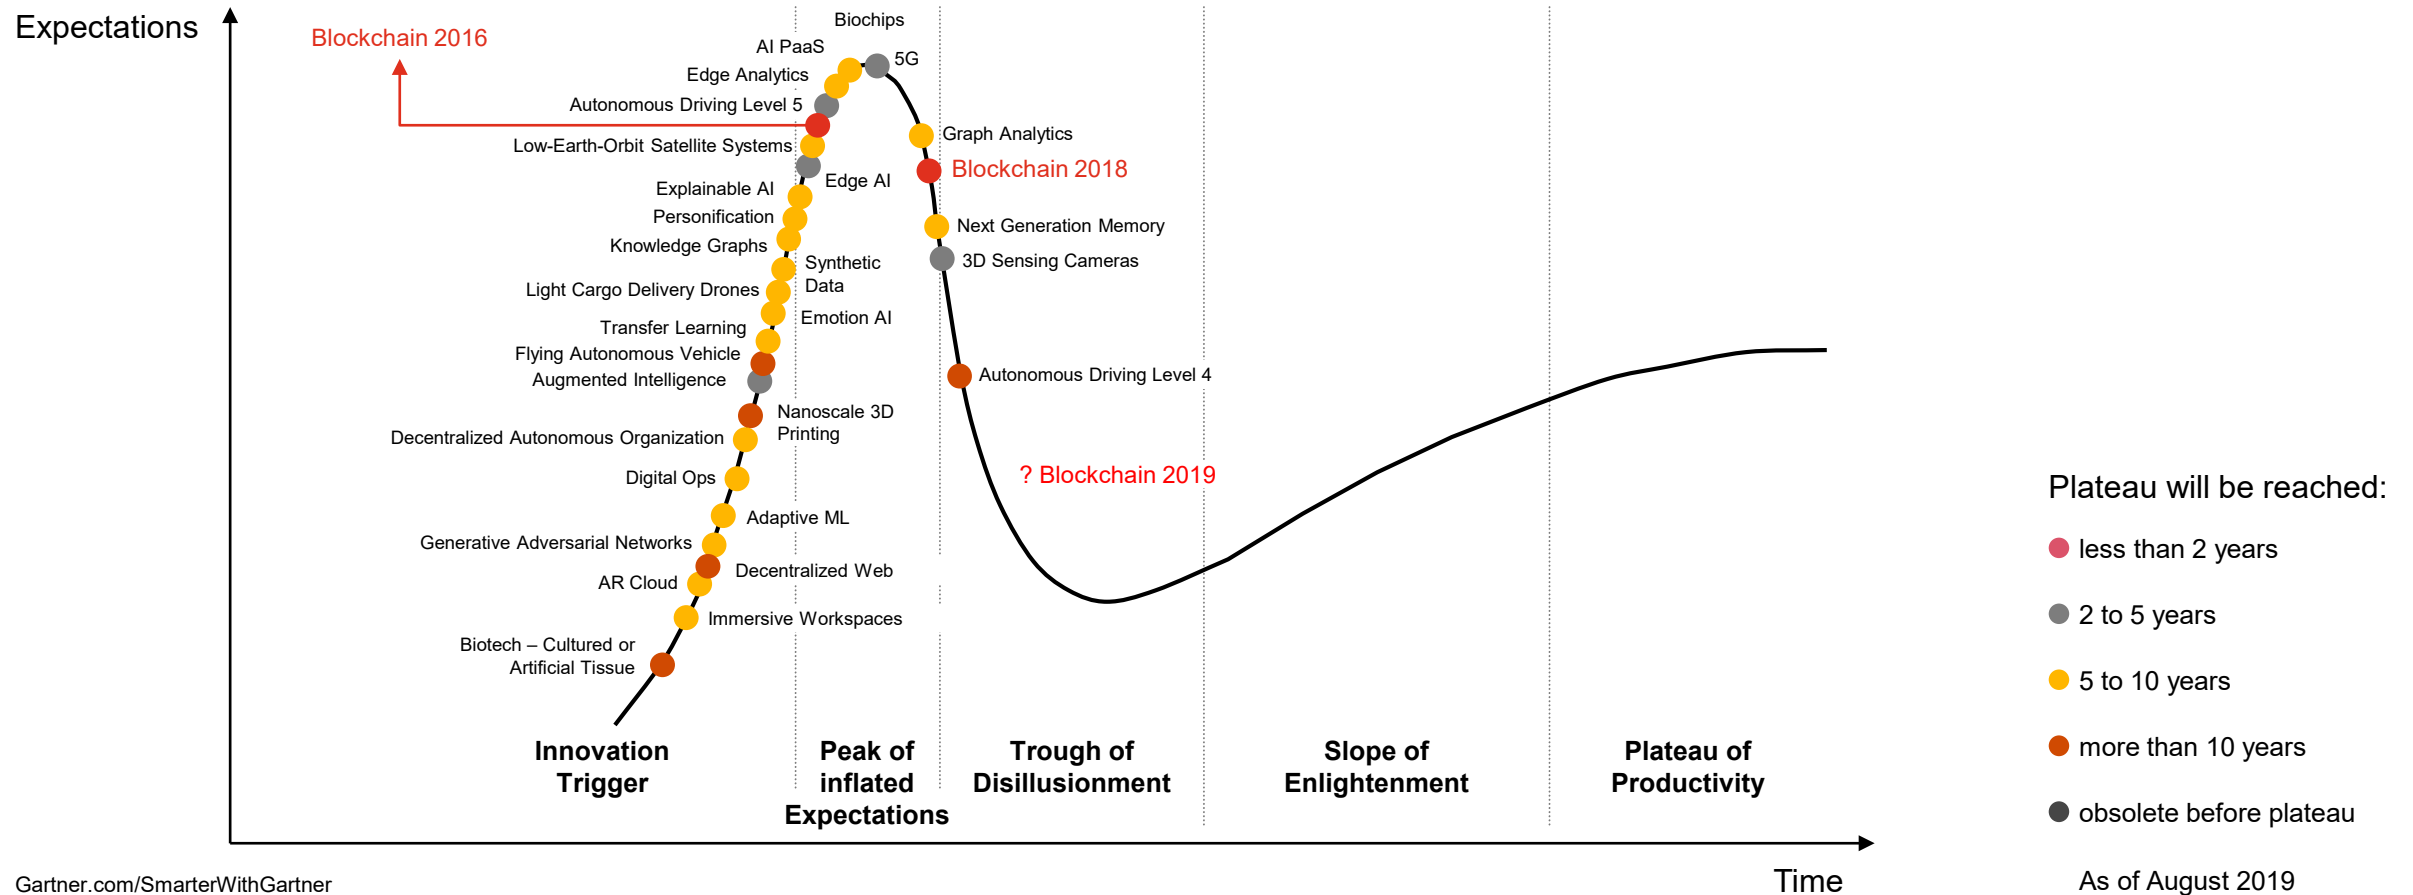 Expectations
Blockchain 2016
Biochips
AI PaaS
5G
Edge Analytics
Autonomous Driving Level 5
Graph Analytics
Low-Earth-Orbit Satellite Systems
Blockchain 2018
Edge AI
Explainable AI
Personification
Next Generation Memory
Knowledge Graphs
3D Sensing Cameras
Synthetic
Data
Light Cargo Delivery Drones
Emotion AI
Transfer Learning
Flying Autonomous Vehicle
Augmented Intelligence
Autonomous Driving Level 4
Nanoscale 3D
Printing
Decentralized Autonomous Organization
Digital Ops
? Blockchain 2019
Adaptive ML
Generative Adversarial Networks
Decentralized Web
AR Cloud
Immersive Workspaces
Biotech – Cultured or
Artificial Tissue
Innovation
Trigger
Peak of
inflated
Expectations
Trough of
Disillusionment
Slope of
Enlightenment
Plateau of
Productivity
Plateau will be reached:
less than 2 years
2 to 5 years
5 to 10 years
more than 10 years
obsolete before plateau
As of August 2019
Time
Gartner.com/SmarterWithGartner